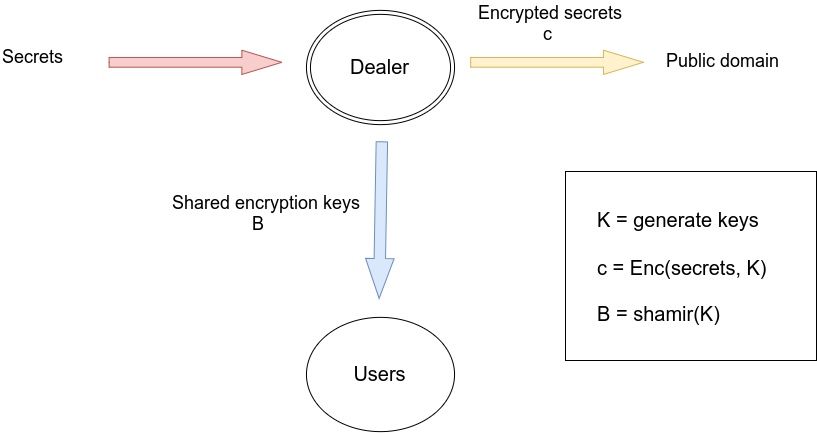 Encrypted secrets
c
Secrets
Dealer
Public domain
Shared encryption keys
B
K = generate keys
c = Enc(secrets, K)
B = shamir(K)
Users